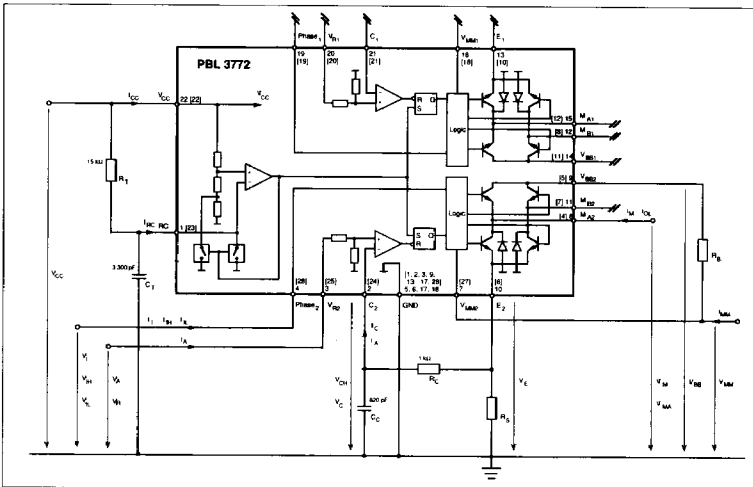 Phase1 VR1 C1 VMM1 E1
19 20 21 16 13
[19] [20] [21] [18] [10]
PBL 3772
ICC VCC 22 [22] VCC
R Q
S
Logic
[12] 15 MA1
[8] 12 MB1
[11] 14 VBB1
[5] 9 VBB2
[7] 11 MB2
[4] 8 MA2
IM IOL
15 kΩ
RT
IRC RC 1 [23]
3 300 pF
CT
VCC
S Q
R
Logic
RB
[28] [25] [24] [1, 2, 3, 9, [27] [6]
4 3 2 13 17, 28] 7 10
5, 6, 17, 18
Phase2 VR2 C2 GND VMM2 E2
II IIH IIL
IA
IC
IA
IMM
1 kΩ
RC
VI
VIH
VIL
VA
VR
VCH
VC
820 pF
CC
RS
VE
VM
VMA
VBB
VMM